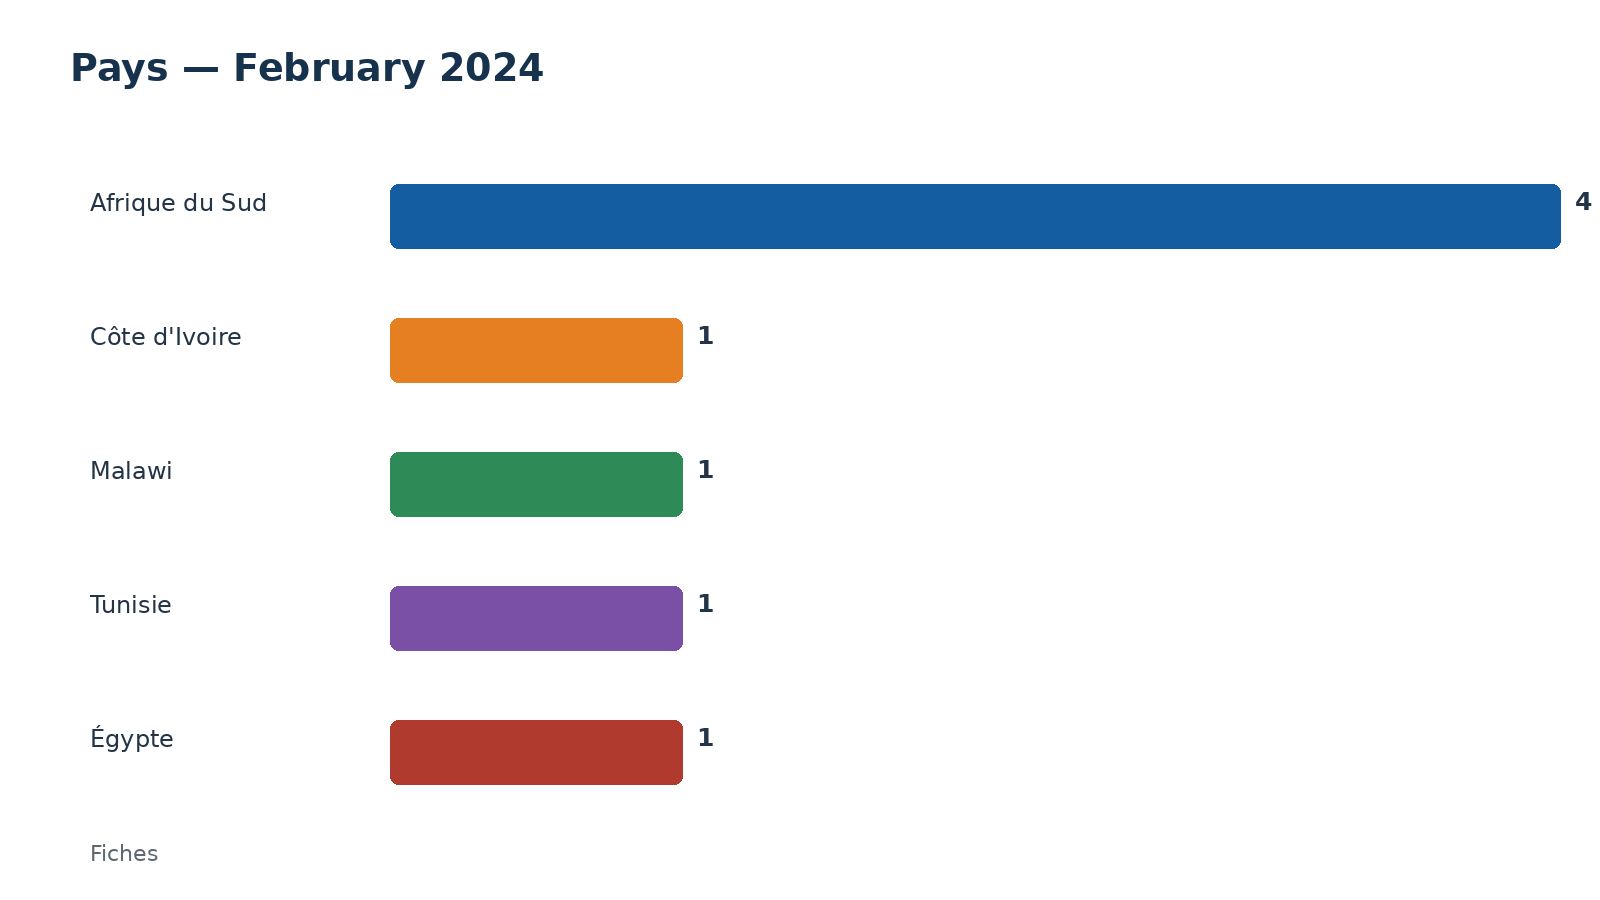 Pays — February 2024
Afrique du Sud 4
Côte d'Ivoire 1
Malawi 1
Tunisie 1
Égypte 1
Fiches